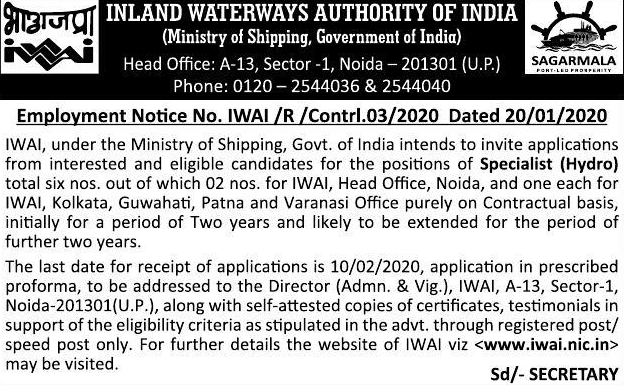 भाअजप्रा
IWAI
INLAND WATERWAYS AUTHORITY OF INDIA
(Ministry of Shipping, Government of India)
Head Office: A-13, Sector -1, Noida – 201301 (U.P.)
Phone: 0120 – 2544036 & 2544040
SAGARMALA
PORT-LED PROSPERITY
Employment Notice No. IWAI /R /Contrl.03/2020 Dated 20/01/2020
IWAI, under the Ministry of Shipping, Govt. of India intends to invite applications
from interested and eligible candidates for the positions of Specialist (Hydro)
total six nos. out of which 02 nos. for IWAI, Head Office, Noida, and one each for
IWAI, Kolkata, Guwahati, Patna and Varanasi Office purely on Contractual basis,
initially for a period of Two years and likely to be extended for the period of
further two years.
The last date for receipt of applications is 10/02/2020, application in prescribed
proforma, to be addressed to the Director (Admn. & Vig.), IWAI, A-13, Sector-1,
Noida-201301(U.P.), along with self-attested copies of certificates, testimonials in
support of the eligibility criteria as stipulated in the advt. through registered post/
speed post only. For further details the website of IWAI viz <www.iwai.nic.in>
may be visited.
Sd/- SECRETARY